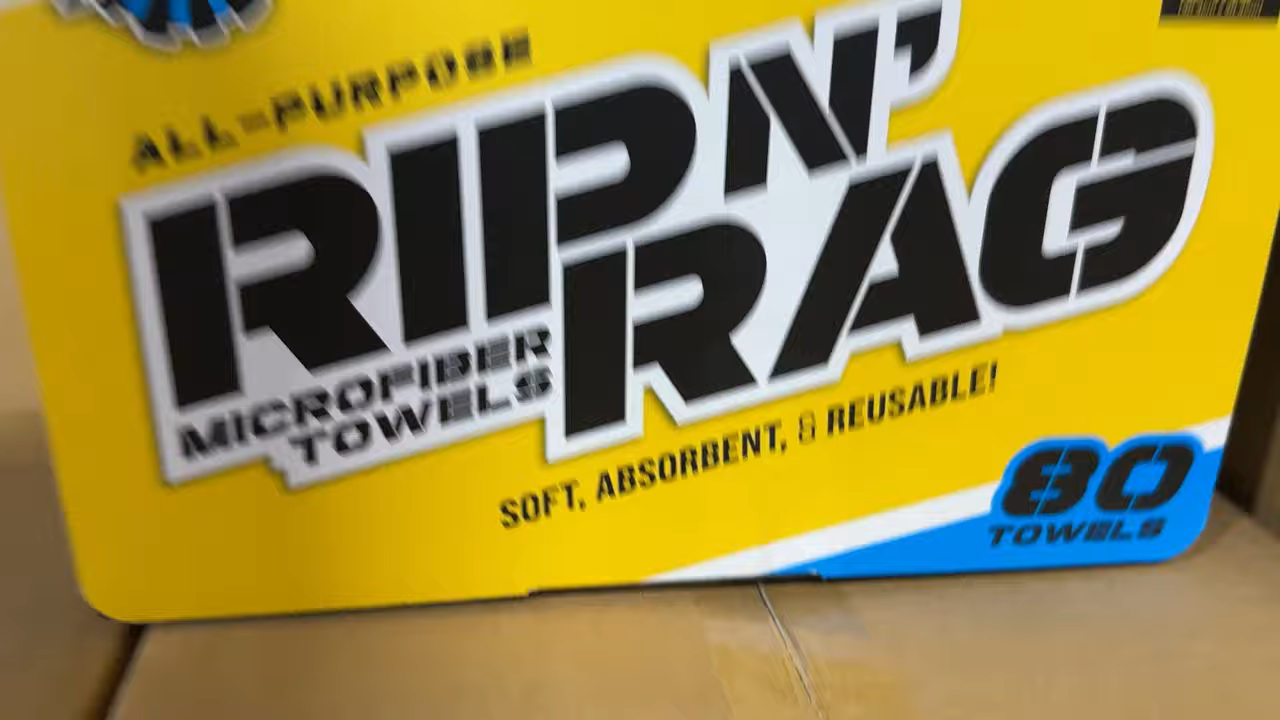 ALL-PURPOSE
RIP N'
RAG
MICROFIBER
TOWELS
SOFT, ABSORBENT, & REUSABLE!
80
TOWELS